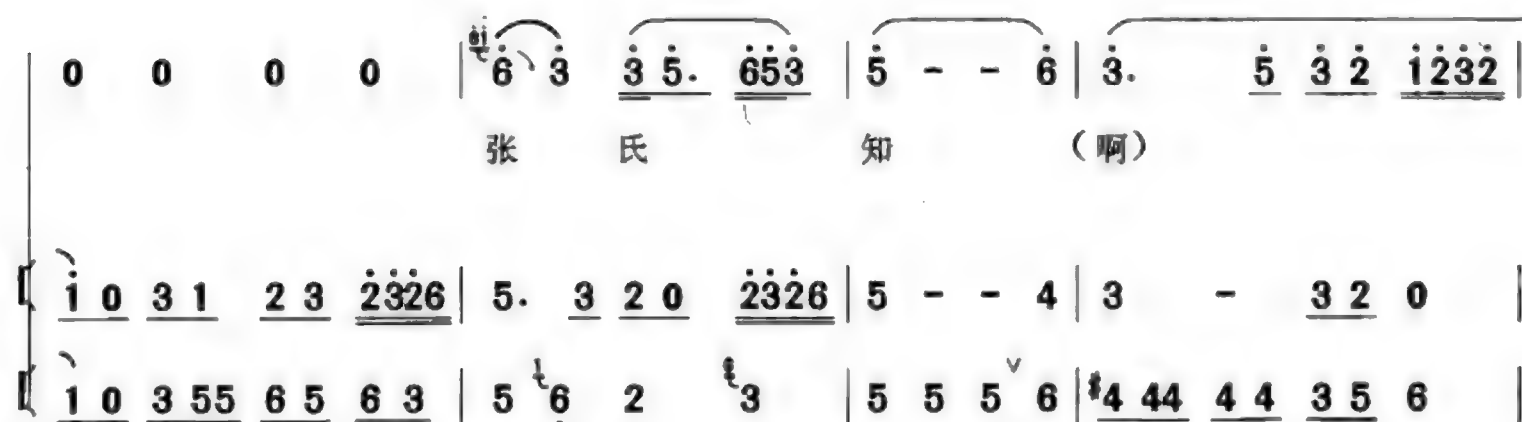 0 0 0 0 | 6 3 3 5. 653 | 5 - - 6 | 3. 5 3 2 1232 |
张 氏 知 （啊）
1 0 3 1 2 3 2326 | 5. 3 2 0 2326 | 5 - - 4 | 3 - 3 2 0 |
1 0 3 55 6 5 6 3 | 5 6 2 3 | 5 5 5 6 | #4 44 4 4 3 5 6 |